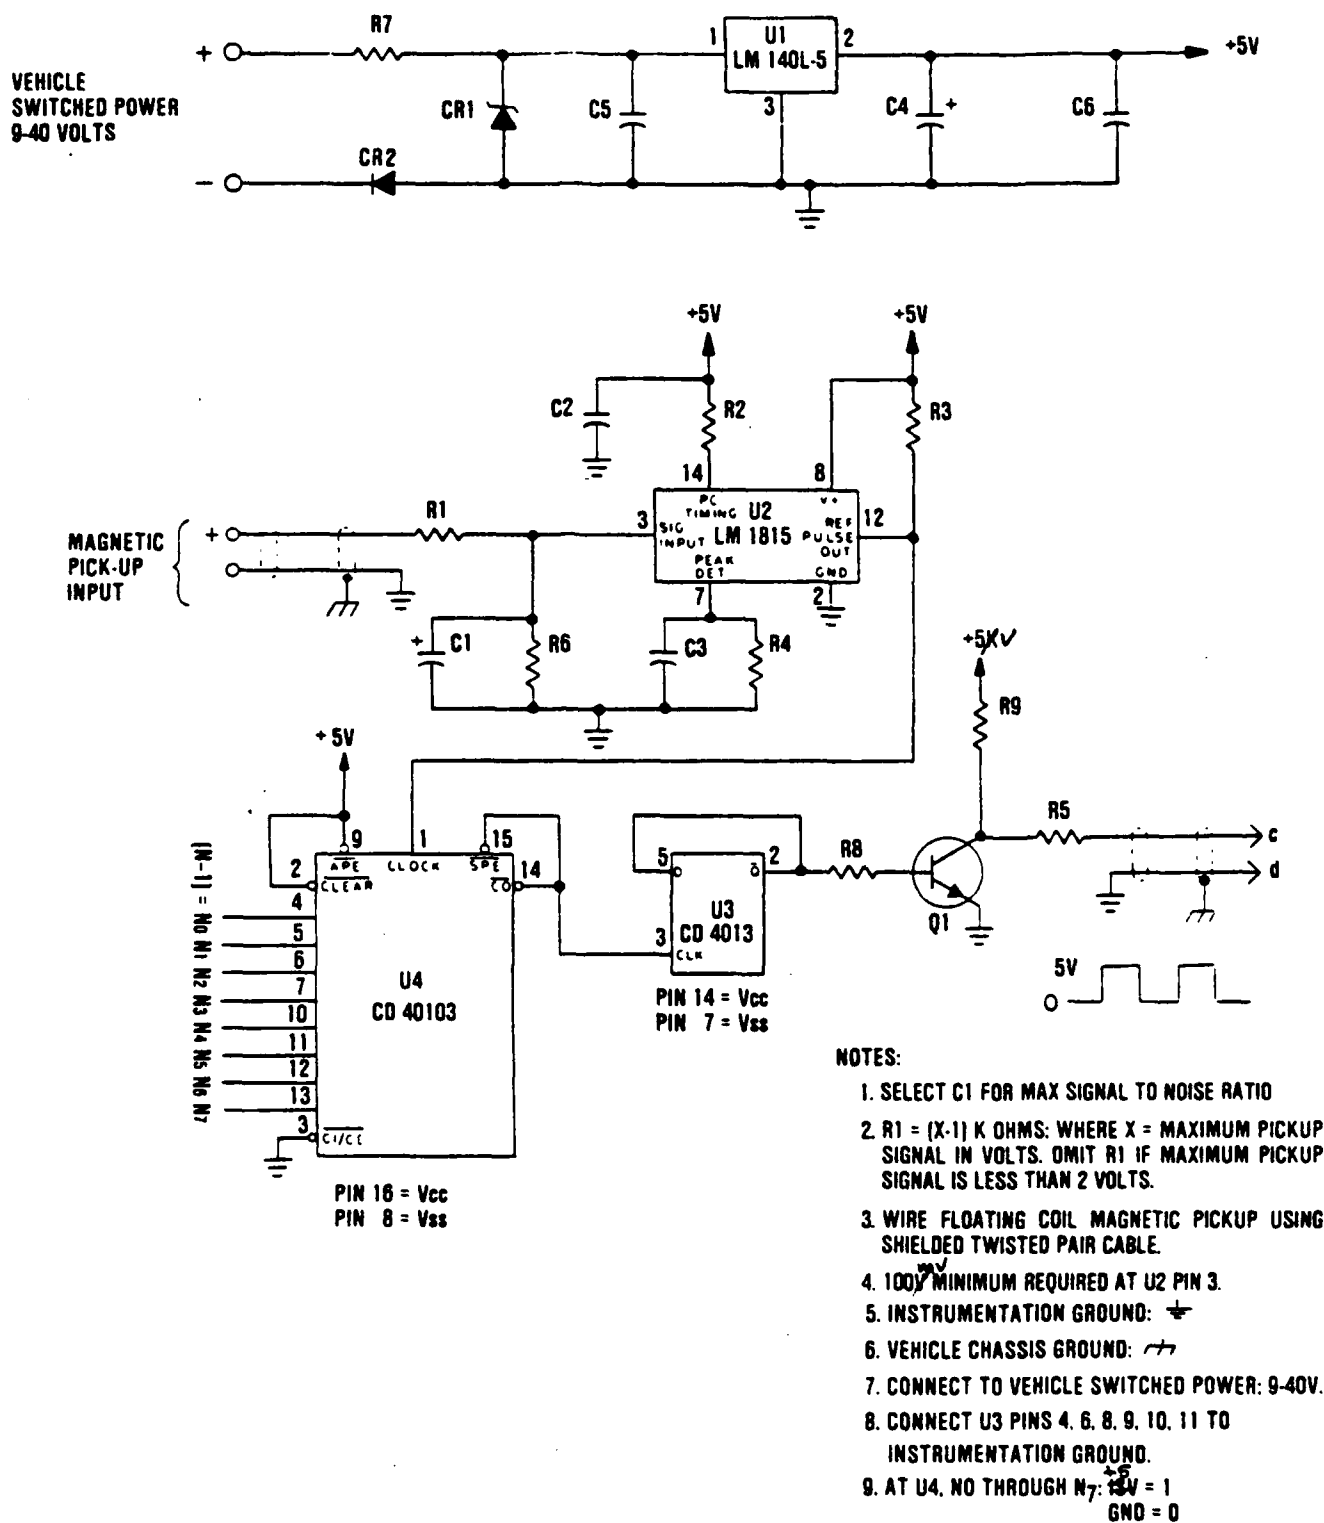 R7
VEHICLE
SWITCHED POWER
9-40 VOLTS
+
-
CR1
CR2
C5
1
U1
LM 140L-5
2
3
C4
+
C6
+5V
+5V
+5V
C2
R2
R3
14
8
MAGNETIC
PICK-UP
INPUT
+
R1
3
PC
TIMING
U2
V+
SIG
INPUT
LM 1815
REF
PULSE
OUT
12
PEAK
DET
GND
7
2
+
C1
R6
C3
R4
+5V
R9
+5V
9
1
15
APE
CLOCK
SPE
2
CLEAR
CO
14
(N-1) = N0 N1 N2 N3 N4 N5 N6 N7
4
5
6
7
10
11
12
13
3
CI/CE
U4
CD 40103
PIN 16 = Vcc
PIN 8 = Vss
5
D
Q
2
U3
CD 4013
3
CLK
PIN 14 = Vcc
PIN 7 = Vss
R8
Q1
R5
c
d
5V
0
NOTES:
1. SELECT C1 FOR MAX SIGNAL TO NOISE RATIO
2. R1 = (X-1) K OHMS: WHERE X = MAXIMUM PICKUP
SIGNAL IN VOLTS. OMIT R1 IF MAXIMUM PICKUP
SIGNAL IS LESS THAN 2 VOLTS.
3. WIRE FLOATING COIL MAGNETIC PICKUP USING
SHIELDED TWISTED PAIR CABLE.
4. 100 mV MINIMUM REQUIRED AT U2 PIN 3.
5. INSTRUMENTATION GROUND:
6. VEHICLE CHASSIS GROUND:
7. CONNECT TO VEHICLE SWITCHED POWER: 9-40V.
8. CONNECT U3 PINS 4, 6, 8, 9, 10, 11 TO
INSTRUMENTATION GROUND.
9. AT U4, NO THROUGH N7: +5V = 1
GND = 0